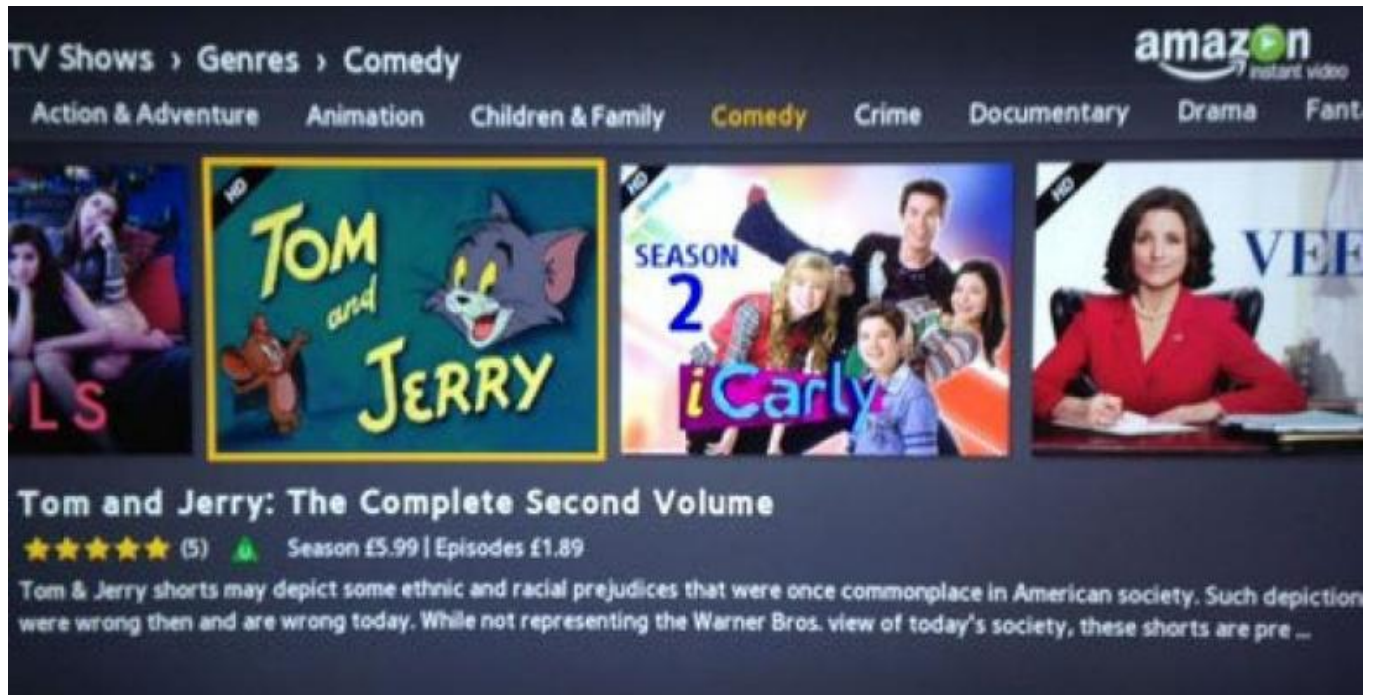 TV Shows › Genres › Comedy
amazon
instant video
Action & Adventure Animation Children & Family Comedy Crime Documentary Drama Fant
LS
HD
TOM
and
JERRY
HD
SEASON
2
iCarly
HD
VEE
Tom and Jerry: The Complete Second Volume
(5) Season £5.99 | Episodes £1.89
Tom & Jerry shorts may depict some ethnic and racial prejudices that were once commonplace in American society. Such depiction
were wrong then and are wrong today. While not representing the Warner Bros. view of today's society, these shorts are pre ...